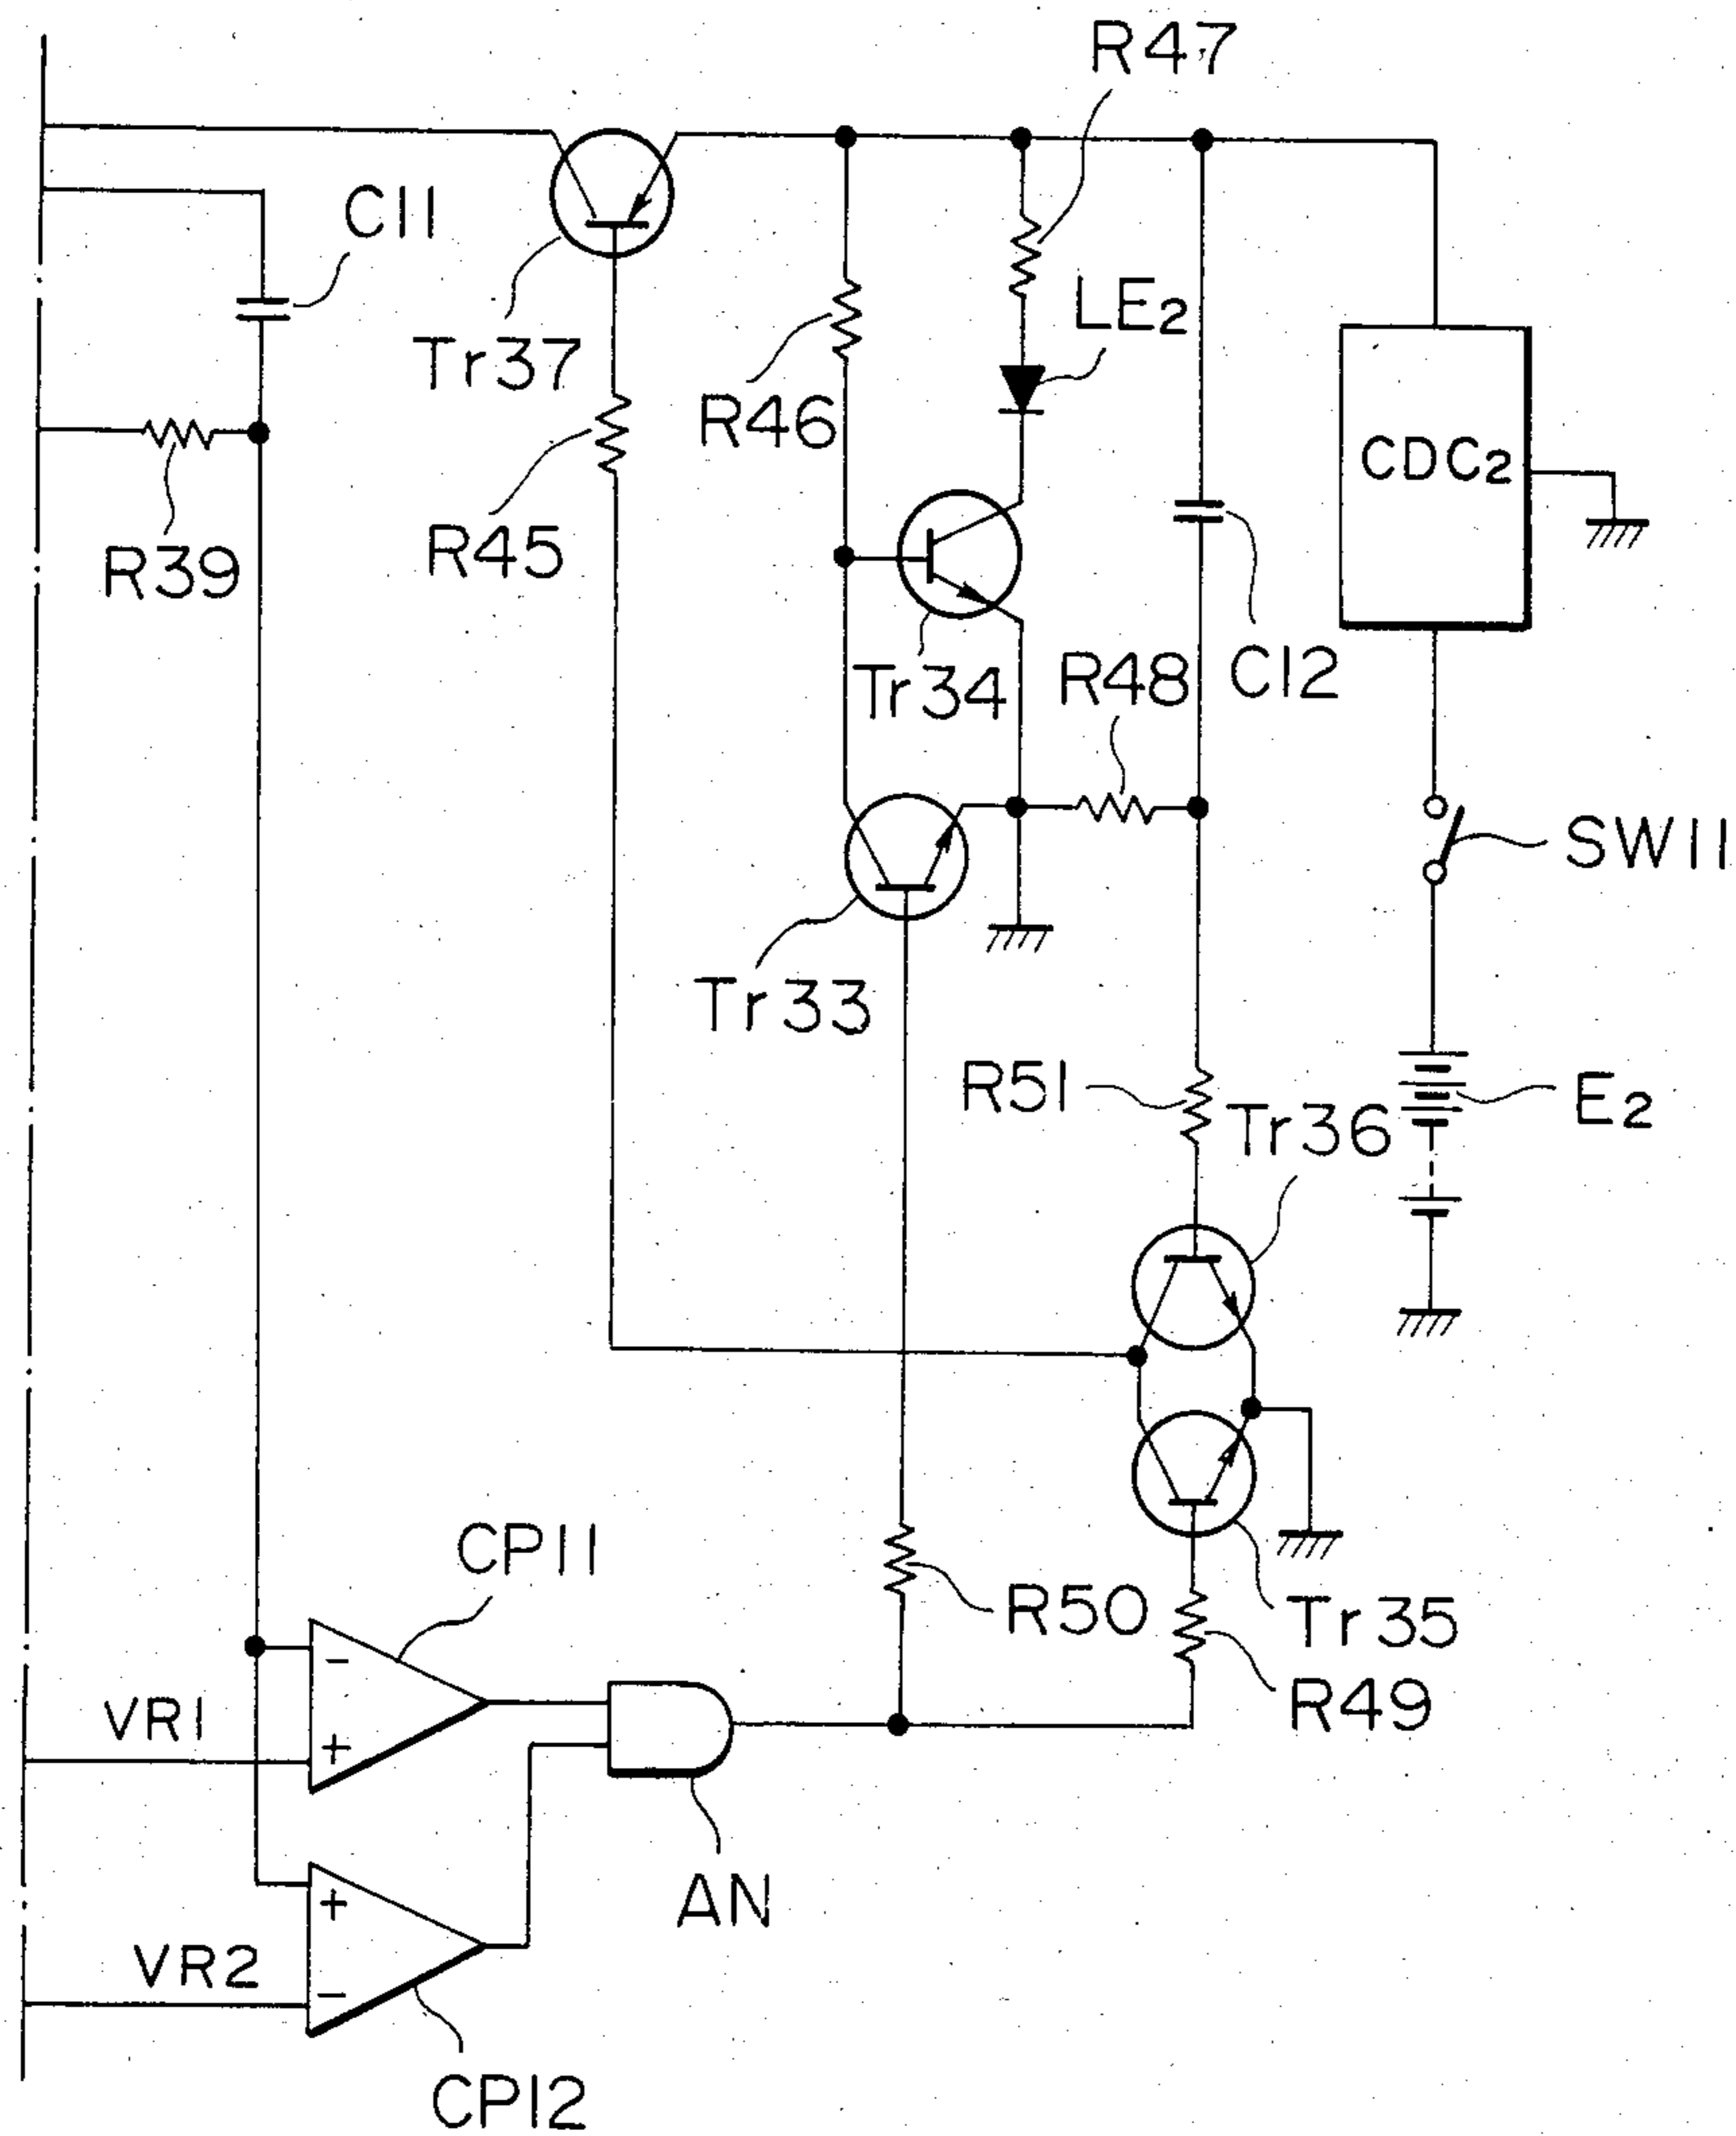 R47
C11
LE2
Tr37
R46
CDC2
R45
R39
Tr34
R48
C12
SW11
Tr33
R51
Tr36
E2
CP11
R50
Tr35
R49
VR1
-
+
AN
+
VR2
-
CP12